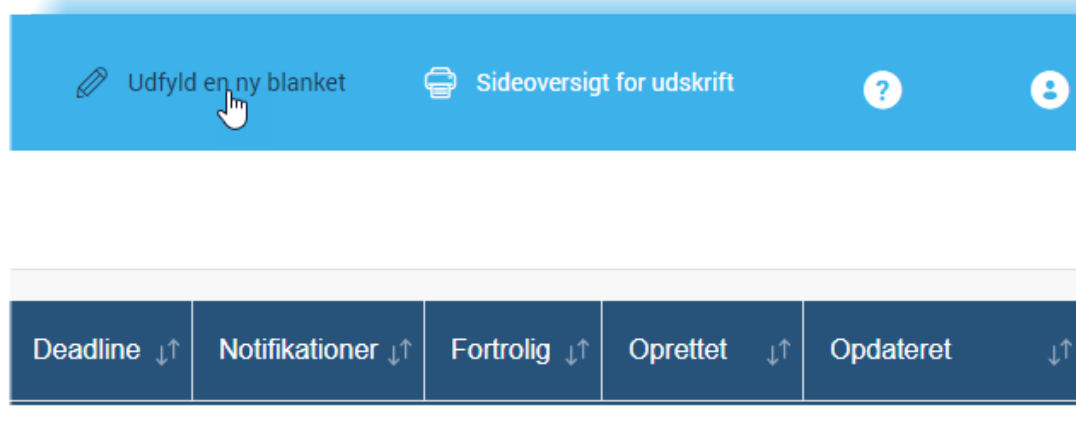 Udfyld en ny blanket Sideoversigt for udskrift ?
Deadline ↓↑ Notifikationer ↓↑ Fortrolig ↓↑ Oprettet ↓↑ Opdateret ↓↑